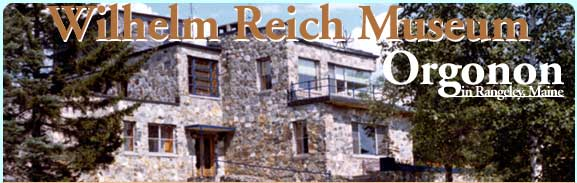 Wilhelm Reich Museum
Orgonon
in Rangeley, Maine